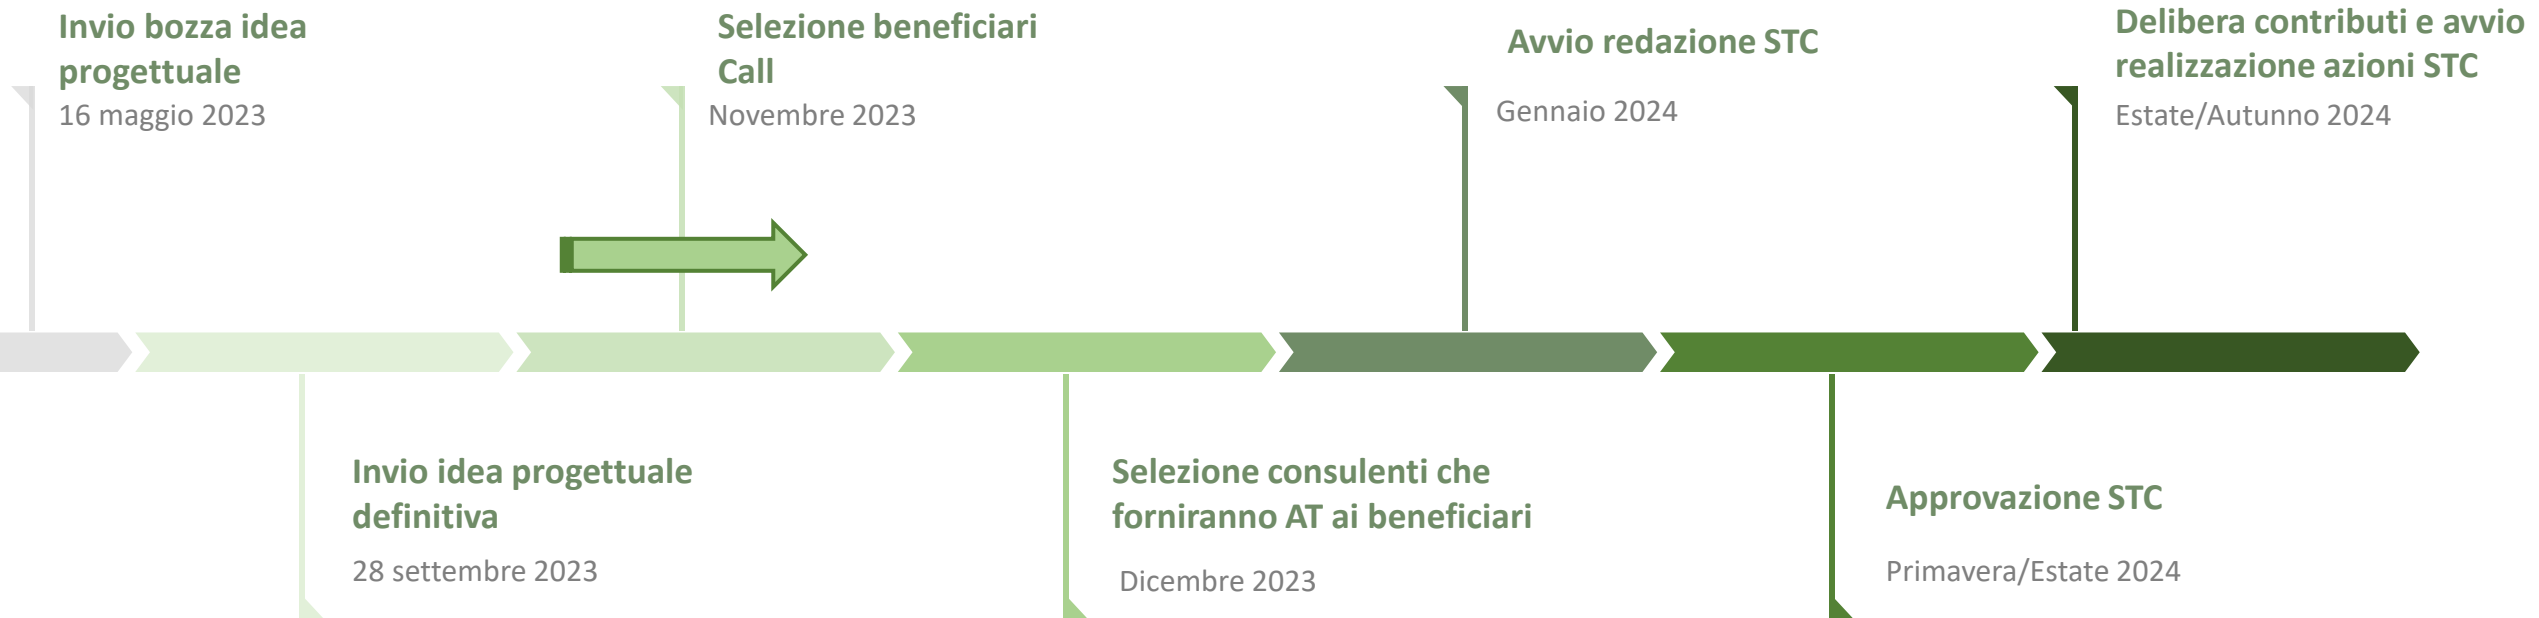 Invio bozza idea
progettuale
16 maggio 2023
Selezione beneficiari
Call
Novembre 2023
Avvio redazione STC
Gennaio 2024
Delibera contributi e avvio
realizzazione azioni STC
Estate/Autunno 2024
Invio idea progettuale
definitiva
28 settembre 2023
Selezione consulenti che
forniranno AT ai beneficiari
Dicembre 2023
Approvazione STC
Primavera/Estate 2024